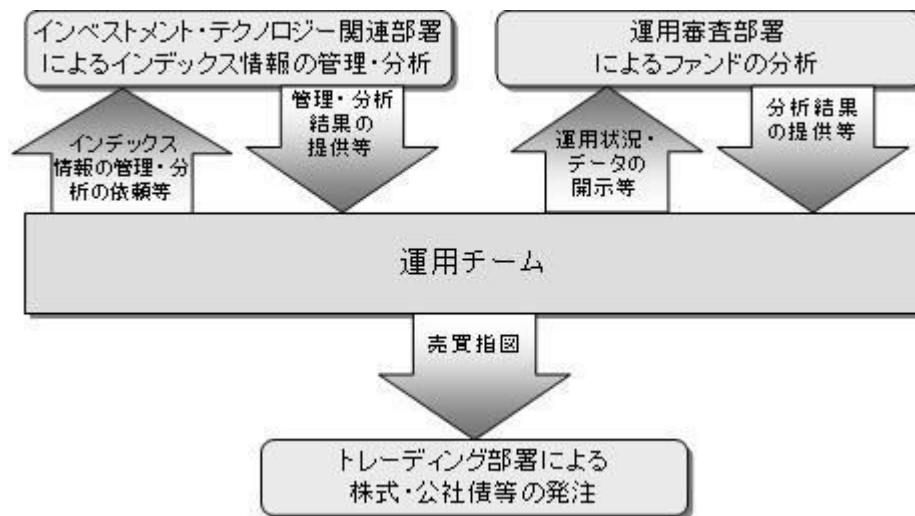 インベストメント・テクノロジー関連部署
によるインデックス情報の管理・分析
運用審査部署
によるファンドの分析
インデックス
情報の管理・分
析の依頼等
管理・分析
結果の
提供等
運用状況・
データの
開示等
分析結果
の提供等
運用チーム
売買指図
トレーディング部署による
株式・公社債等の発注